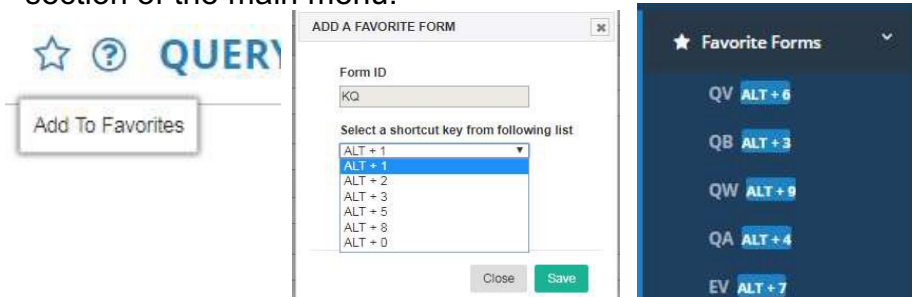 section of the main menu.
QUERY
Add To Favorites
ADD A FAVORITE FORM
Form ID
KQ
Select a shortcut key from following list
ALT + 1
ALT + 1
ALT + 2
ALT + 3
ALT + 5
ALT + 8
ALT + 0
Close Save
Favorite Forms
QV ALT + 6
QB ALT + 3
QW ALT + 9
QA ALT + 4
EV ALT + 7